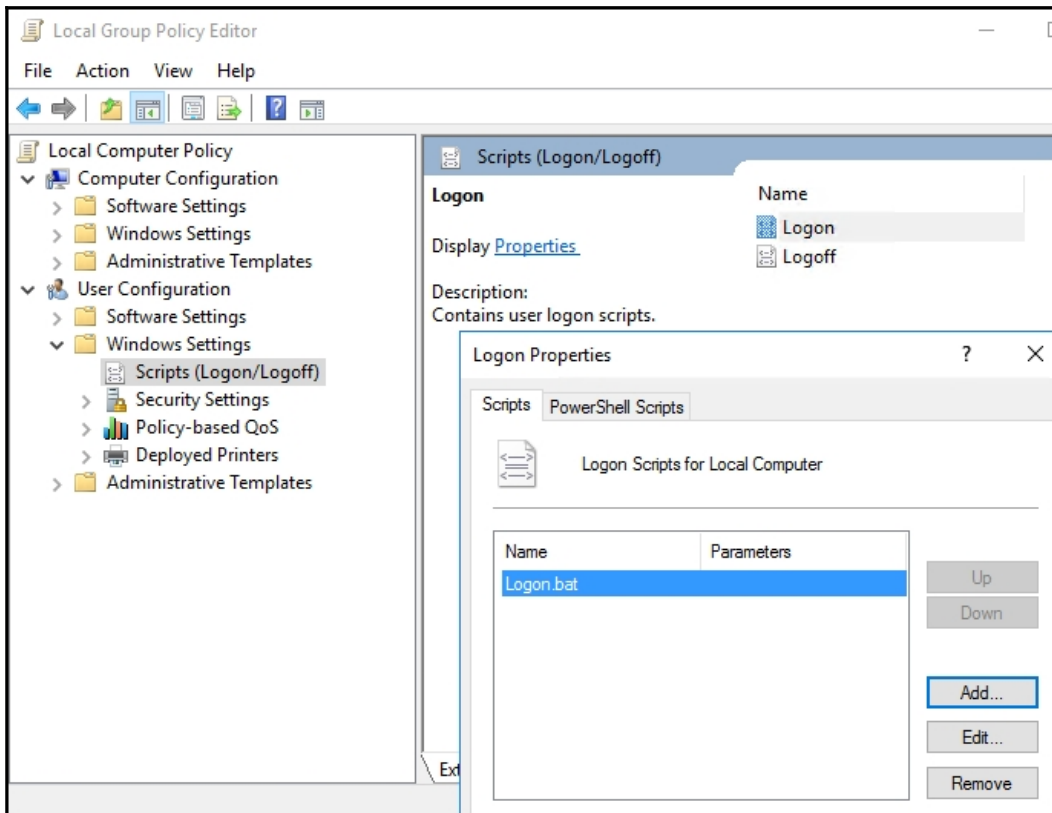 Local Group Policy Editor
File Action View Help
Local Computer Policy
Computer Configuration
Software Settings
Windows Settings
Administrative Templates
User Configuration
Software Settings
Windows Settings
Scripts (Logon/Logoff)
Security Settings
Policy-based QoS
Deployed Printers
Administrative Templates
Scripts (Logon/Logoff)
Logon
Display Properties
Description:
Contains user logon scripts.
Name
Logon
Logoff
Ext
Logon Properties
?
Scripts PowerShell Scripts
Logon Scripts for Local Computer
Name Parameters
Logon.bat
Up
Down
Add...
Edit...
Remove